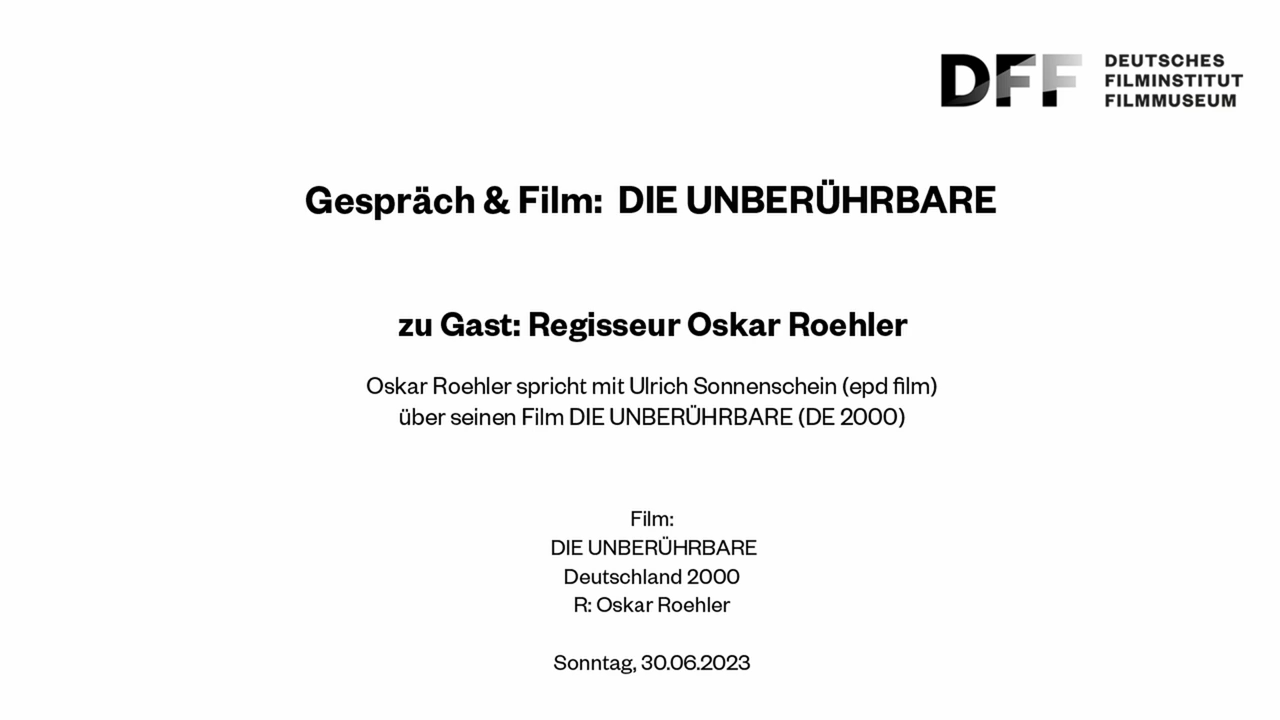 DFF DEUTSCHES
FILMINSTITUT
FILMMUSEUM
Gespräch & Film: DIE UNBERÜHRBARE
zu Gast: Regisseur Oskar Roehler
Oskar Roehler spricht mit Ulrich Sonnenschein (epd film)
über seinen Film DIE UNBERÜHRBARE (DE 2000)
Film:
DIE UNBERÜHRBARE
Deutschland 2000
R: Oskar Roehler
Sonntag, 30.06.2023